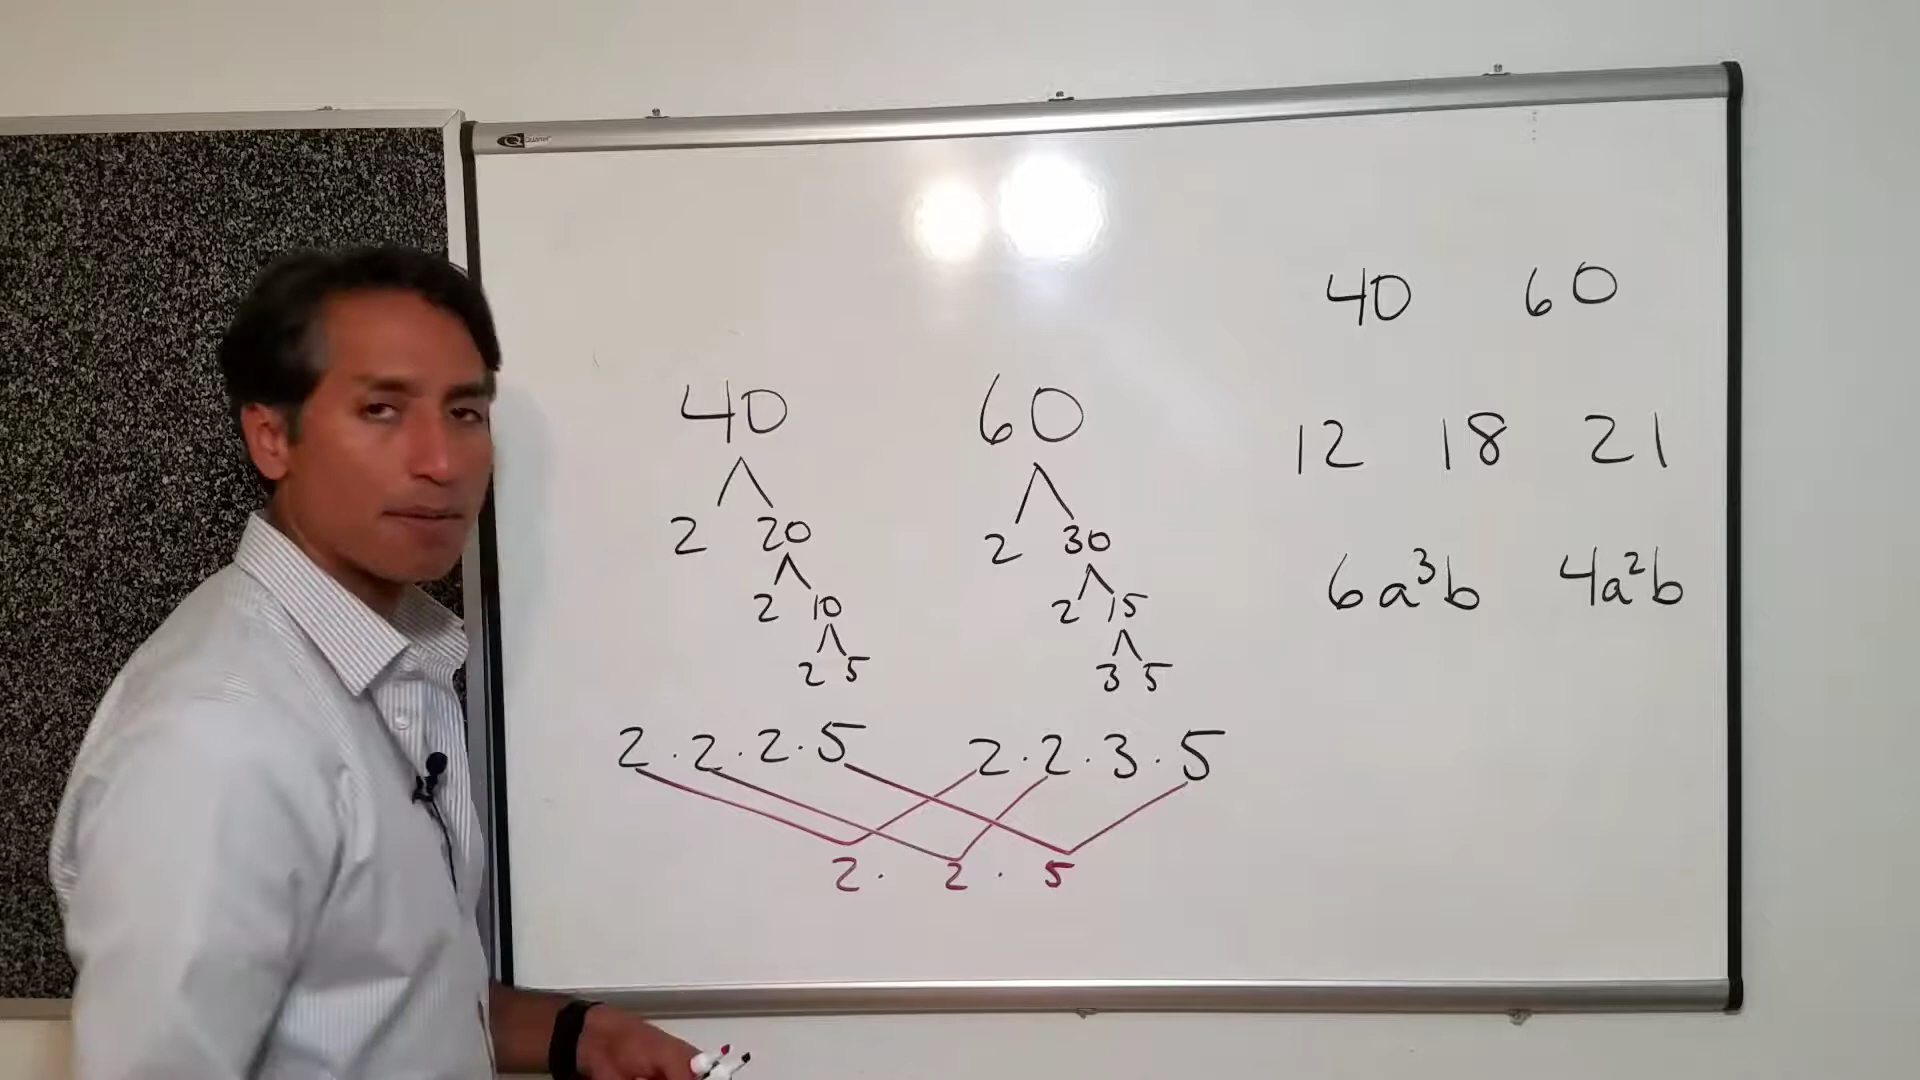 Quartet
40 60
2 20 2 30
2 10 2 15
2 5 3 5
2 · 2 · 2 · 5 2 · 2 · 3 · 5
2 · 2 · 5
40 60
12 18 21
6a³b 4a²b